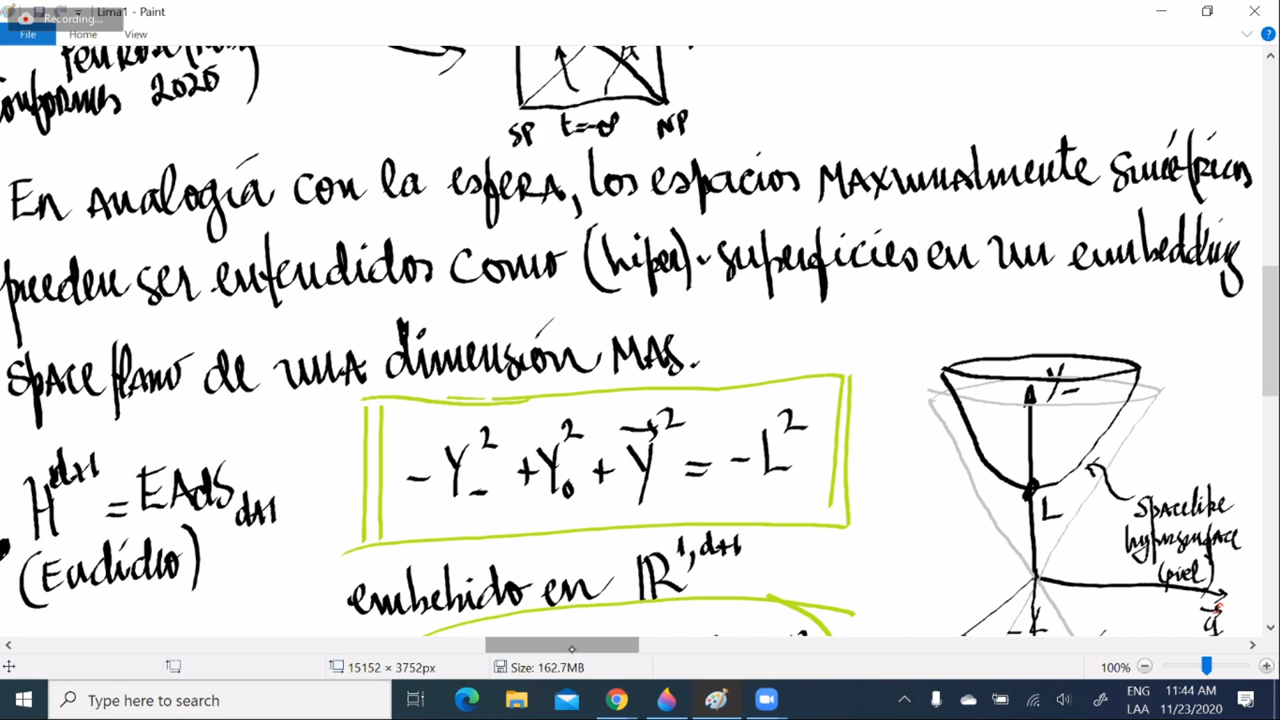 Recording...
Lima1 - Paint
File Home View
Penrose
Conformes 2020)
SP t=-∞ NP
En analogía con la esfera, los espacios maximalmente simétricos
pueden ser entendidos como (hiper)-superficies en un embedding
space plano de una dimensión mas.
-Y₋² + Y₀² + Y⃗² = -L²
H^{d+1} = EAdS_{d+1}
(Euclídeo)
embebido en ℝ^{1,d+1}
Y₋
L
Spacelike
hypersurface
(piel)
-L
y⃗
15152 × 3752px
Size: 162.7MB
100%
Type here to search
ENG
LAA
11:44 AM
11/23/2020